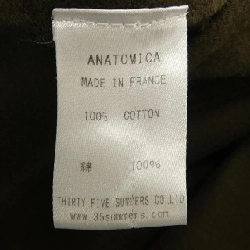 ANATOMICA
MADE IN FRANCE
100% COTTON
綿 100%
THIRTY FIVE SUMMERS CO.LTD
www.35summers.com